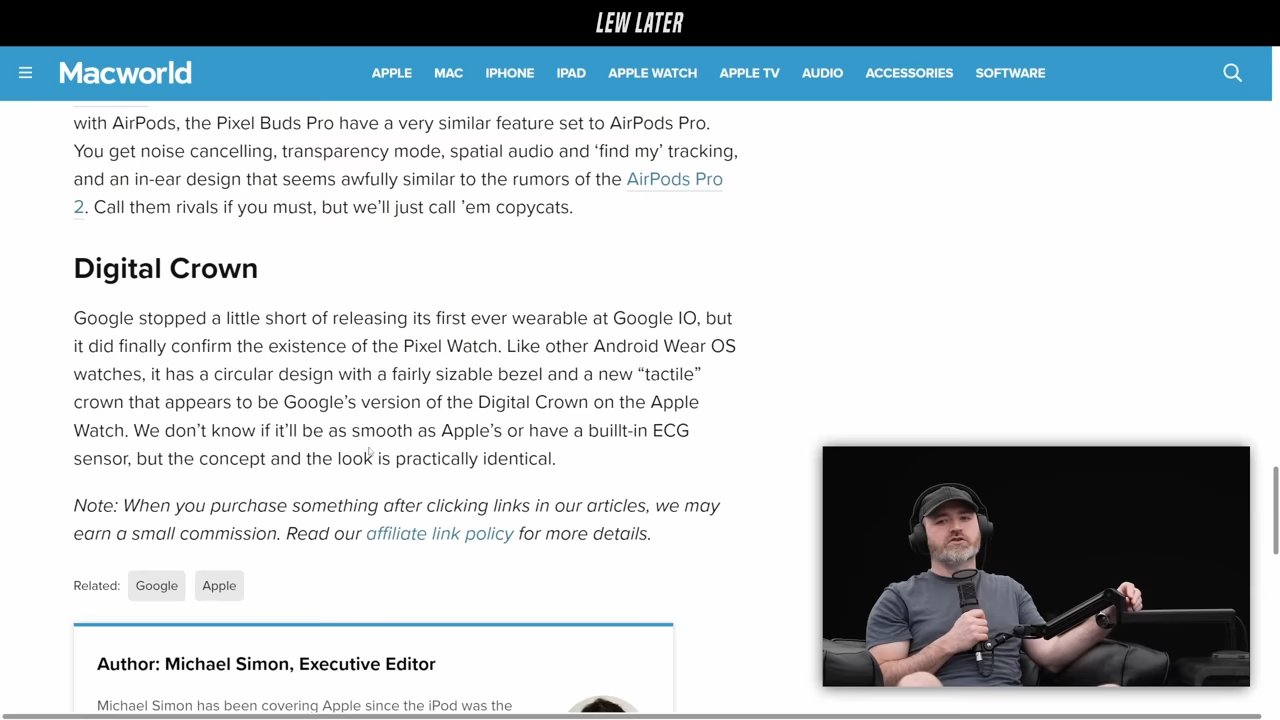 LEW LATER
Macworld
APPLE MAC IPHONE IPAD APPLE WATCH APPLE TV AUDIO ACCESSORIES SOFTWARE
with AirPods, the Pixel Buds Pro have a very similar feature set to AirPods Pro.
You get noise cancelling, transparency mode, spatial audio and ‘find my’ tracking,
and an in-ear design that seems awfully similar to the rumors of the AirPods Pro
2. Call them rivals if you must, but we’ll just call ’em copycats.
Digital Crown
Google stopped a little short of releasing its first ever wearable at Google IO, but
it did finally confirm the existence of the Pixel Watch. Like other Android Wear OS
watches, it has a circular design with a fairly sizable bezel and a new “tactile”
crown that appears to be Google’s version of the Digital Crown on the Apple
Watch. We don’t know if it’ll be as smooth as Apple’s or have a buillt-in ECG
sensor, but the concept and the look is practically identical.
Note: When you purchase something after clicking links in our articles, we may
earn a small commission. Read our affiliate link policy for more details.
Related: Google Apple
Author: Michael Simon, Executive Editor
Michael Simon has been covering Apple since the iPod was the